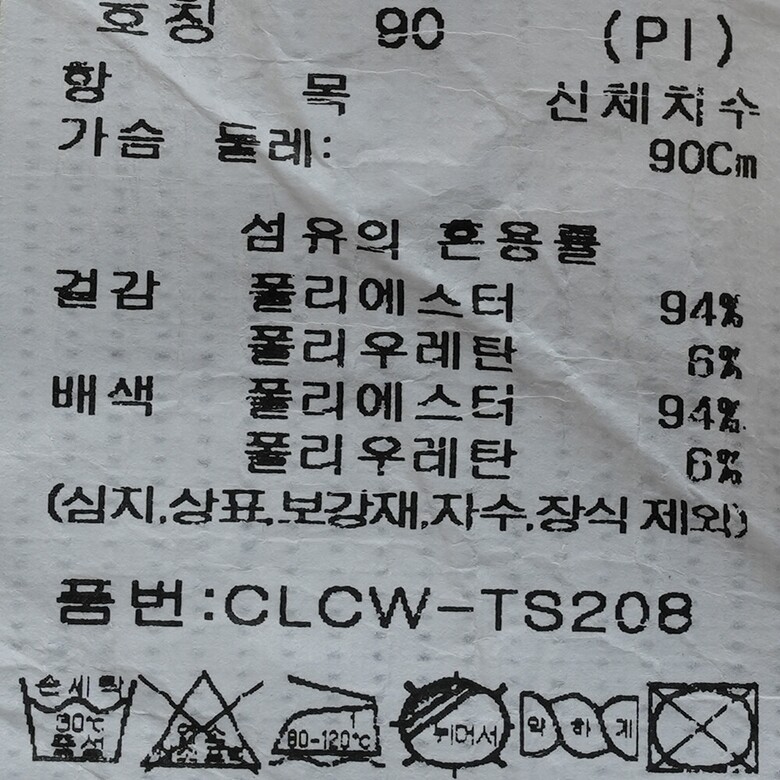 호칭 90 (PI)
항 목 신체치수
가슴 둘레: 90Cm
섬유의 혼용률
겉감 폴리에스터 94%
폴리우레탄 6%
배색 폴리에스터 94%
폴리우레탄 6%
(심지,상표,보강재,자수,장식 제외)
품번:CLCW-TS208
손세탁
30℃
중성
80-120℃
뉘어서
약하게